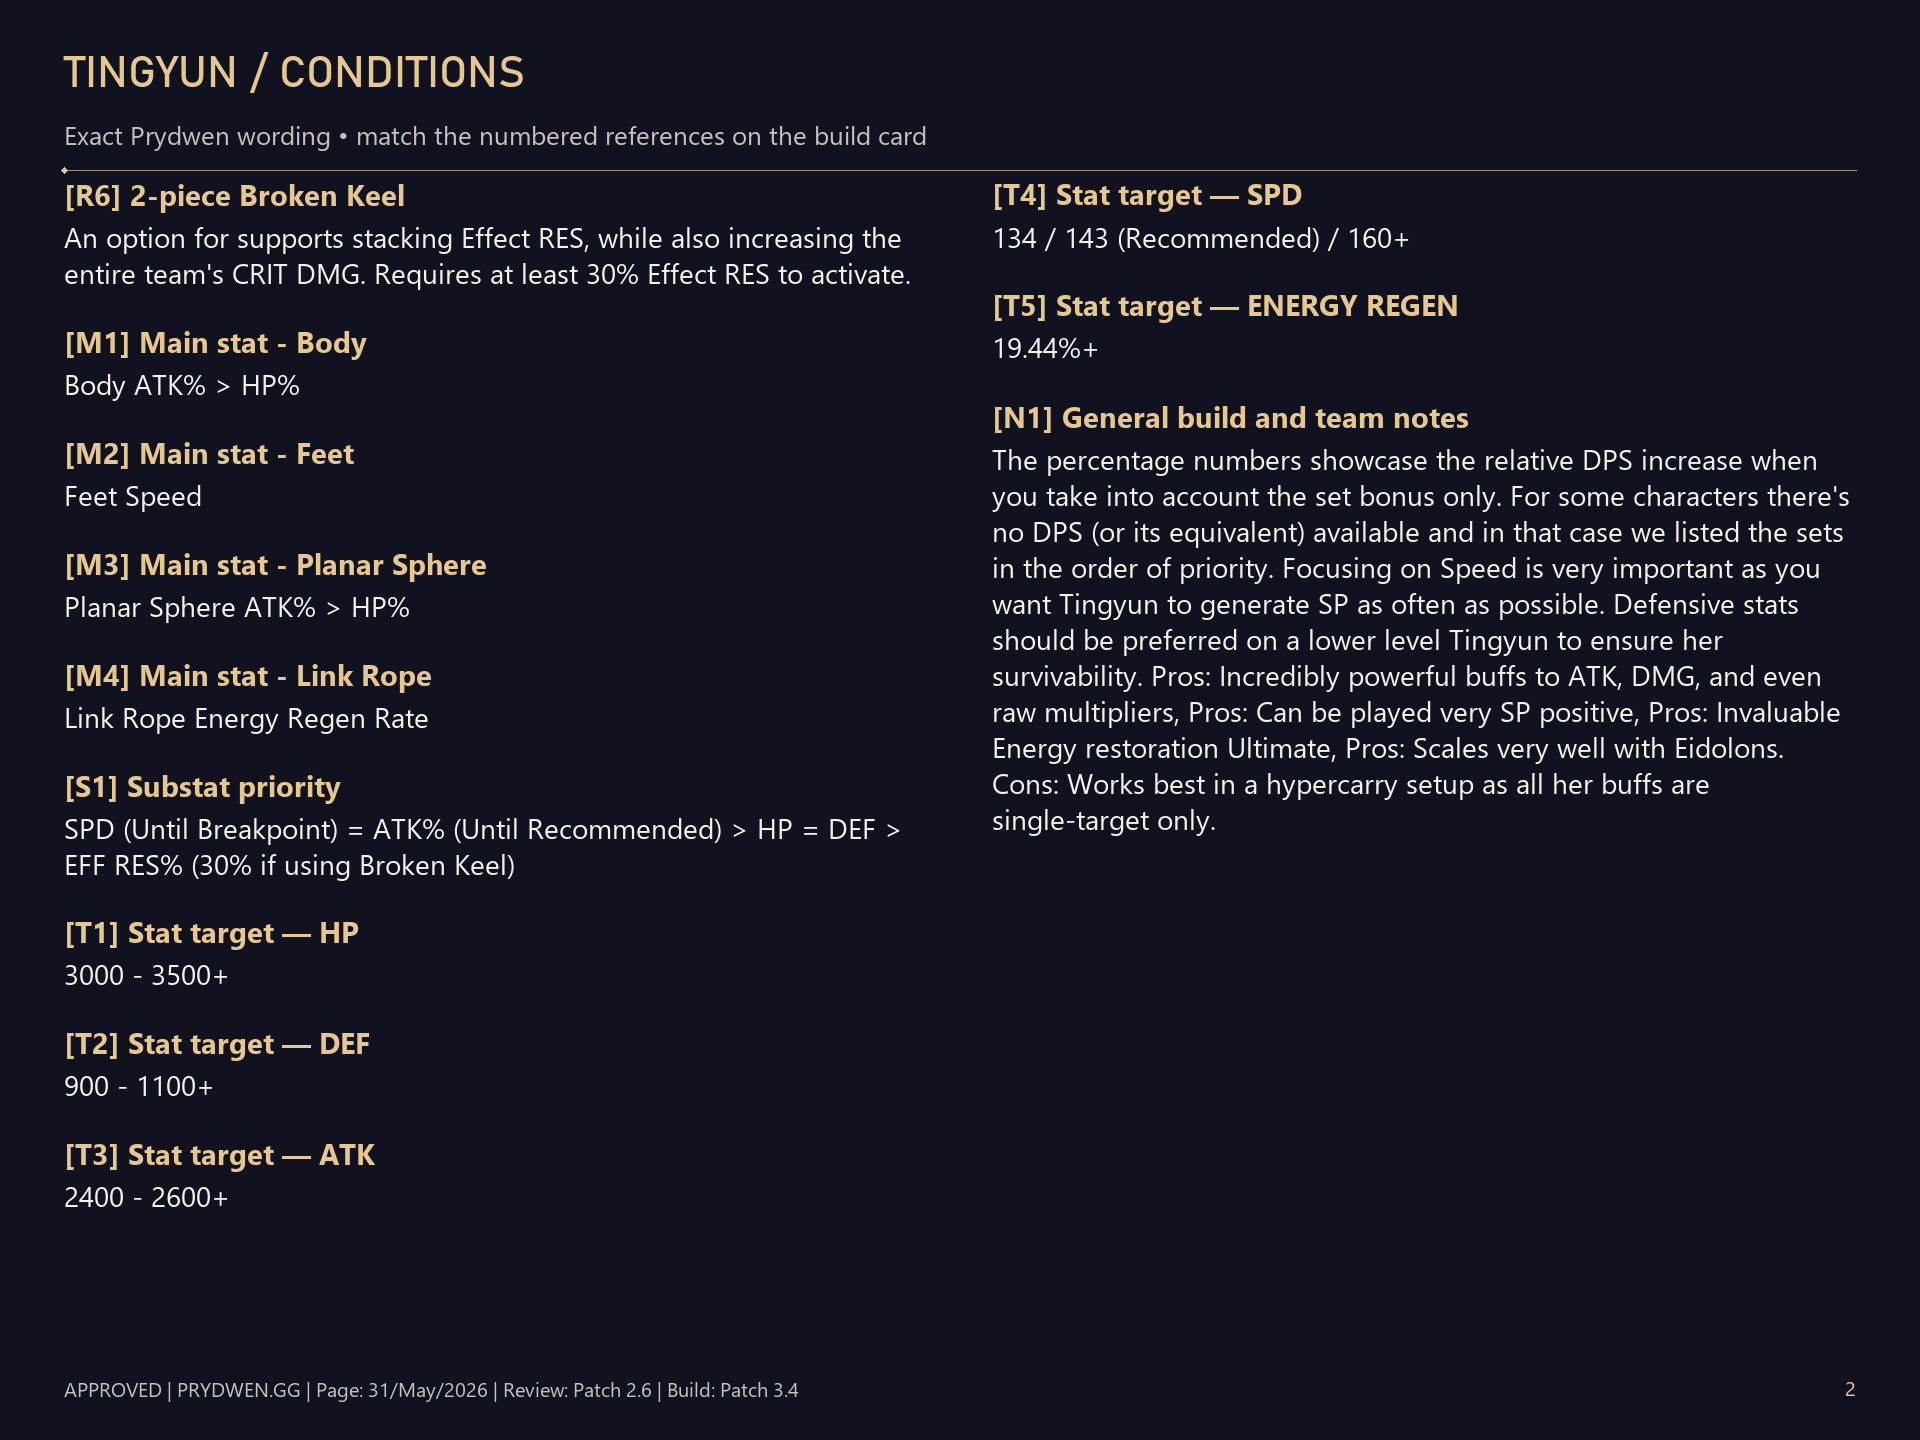 TINGYUN / CONDITIONS
Exact Prydwen wording • match the numbered references on the build card
[R6] 2-piece Broken Keel
An option for supports stacking Effect RES, while also increasing the
entire team's CRIT DMG. Requires at least 30% Effect RES to activate.
[M1] Main stat - Body
Body ATK% > HP%
[M2] Main stat - Feet
Feet Speed
[M3] Main stat - Planar Sphere
Planar Sphere ATK% > HP%
[M4] Main stat - Link Rope
Link Rope Energy Regen Rate
[S1] Substat priority
SPD (Until Breakpoint) = ATK% (Until Recommended) > HP = DEF >
EFF RES% (30% if using Broken Keel)
[T1] Stat target — HP
3000 - 3500+
[T2] Stat target — DEF
900 - 1100+
[T3] Stat target — ATK
2400 - 2600+
[T4] Stat target — SPD
134 / 143 (Recommended) / 160+
[T5] Stat target — ENERGY REGEN
19.44%+
[N1] General build and team notes
The percentage numbers showcase the relative DPS increase when
you take into account the set bonus only. For some characters there's
no DPS (or its equivalent) available and in that case we listed the sets
in the order of priority. Focusing on Speed is very important as you
want Tingyun to generate SP as often as possible. Defensive stats
should be preferred on a lower level Tingyun to ensure her
survivability. Pros: Incredibly powerful buffs to ATK, DMG, and even
raw multipliers, Pros: Can be played very SP positive, Pros: Invaluable
Energy restoration Ultimate, Pros: Scales very well with Eidolons.
Cons: Works best in a hypercarry setup as all her buffs are
single-target only.
APPROVED | PRYDWEN.GG | Page: 31/May/2026 | Review: Patch 2.6 | Build: Patch 3.4
2